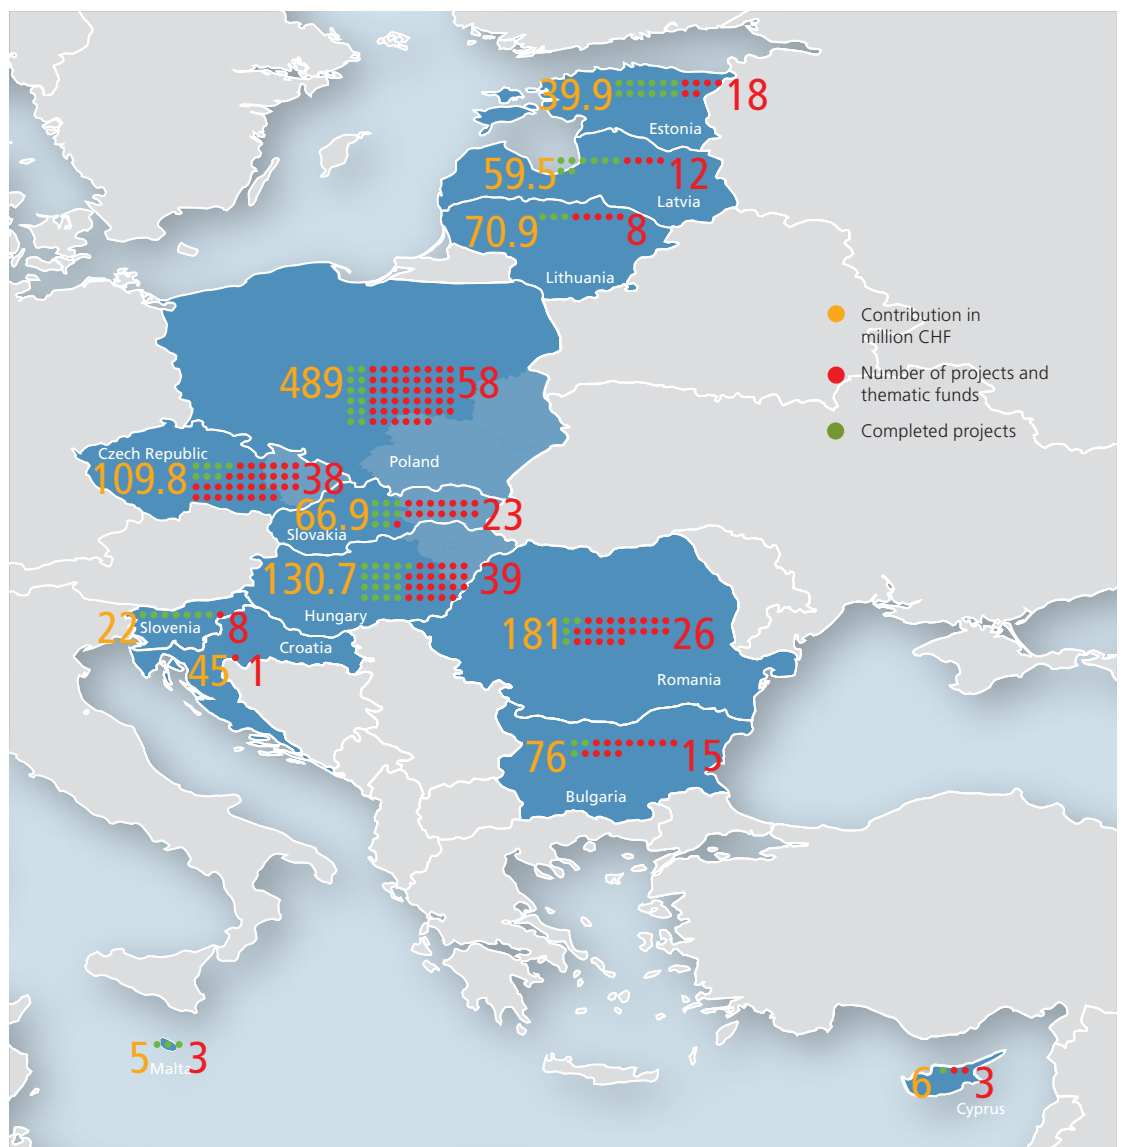 39.9 18
Estonia
59.5 12
Latvia
70.9 8
Lithuania
Contribution in
million CHF
Number of projects and
thematic funds
Completed projects
489 58
Poland
Czech Republic
109.8 38
66.9 23
Slovakia
130.7 39
Hungary
22 8
Slovenia
Croatia
45 1
181 26
Romania
76 15
Bulgaria
5 3
Malta
6 3
Cyprus